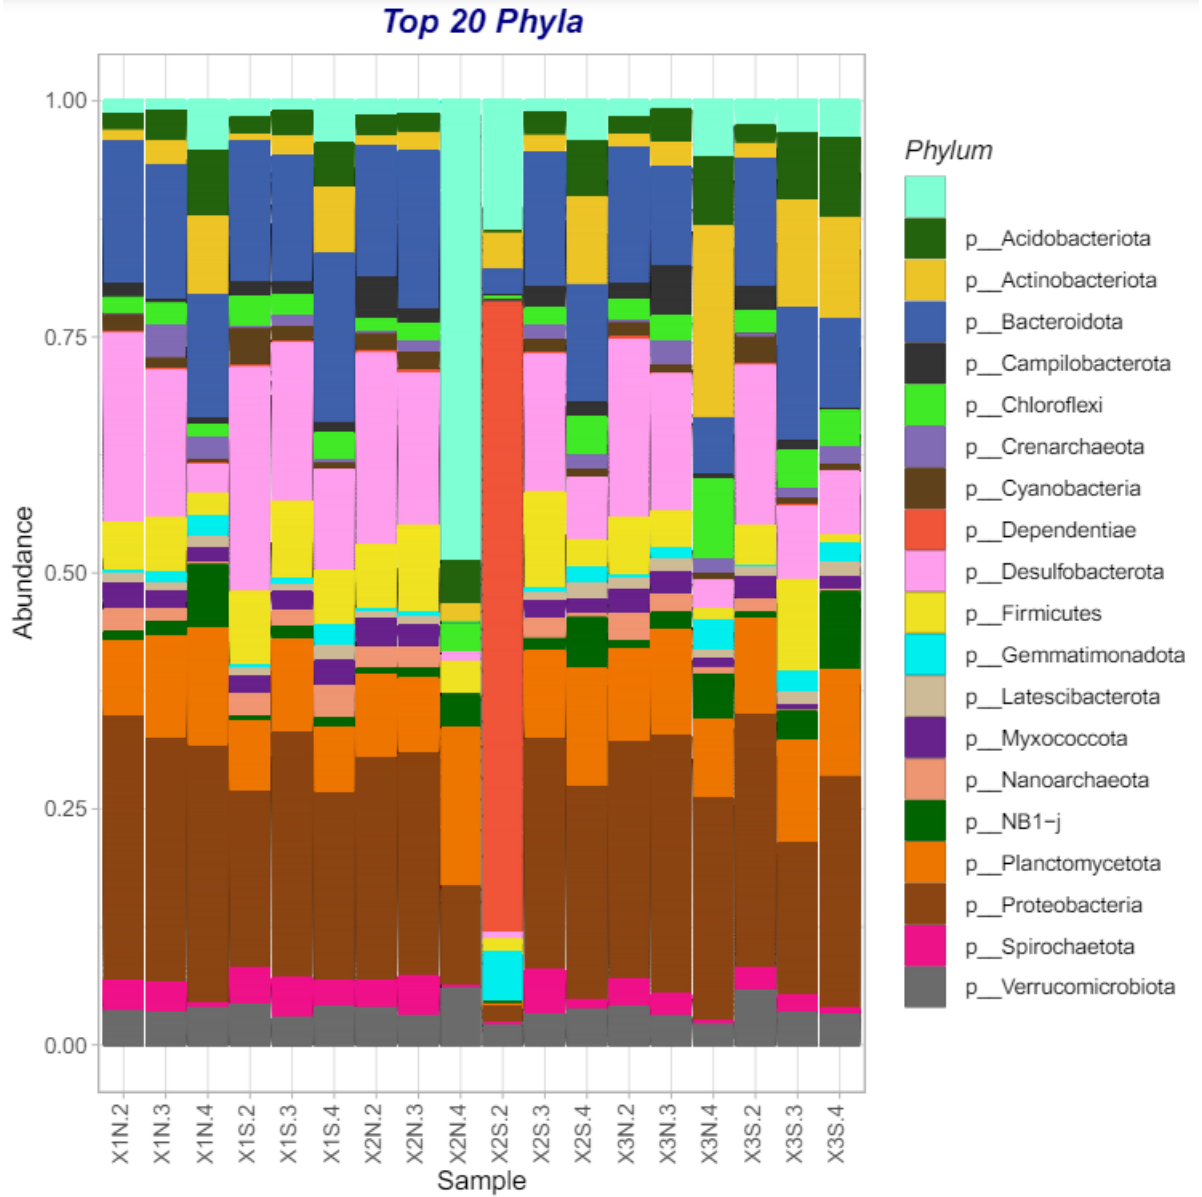 Top 20 Phyla
1.00
0.75
0.50
0.25
0.00
Abundance
X1N.2
X1N.3
X1N.4
X1S.2
X1S.3
X1S.4
X2N.2
X2N.3
X2N.4
X2S.2
X2S.3
X2S.4
X3N.2
X3N.3
X3N.4
X3S.2
X3S.3
X3S.4
Sample
Phylum
p__Acidobacteriota
p__Actinobacteriota
p__Bacteroidota
p__Campilobacterota
p__Chloroflexi
p__Crenarchaeota
p__Cyanobacteria
p__Dependentiae
p__Desulfobacterota
p__Firmicutes
p__Gemmatimonadota
p__Latescibacterota
p__Myxococcota
p__Nanoarchaeota
p__NB1−j
p__Planctomycetota
p__Proteobacteria
p__Spirochaetota
p__Verrucomicrobiota